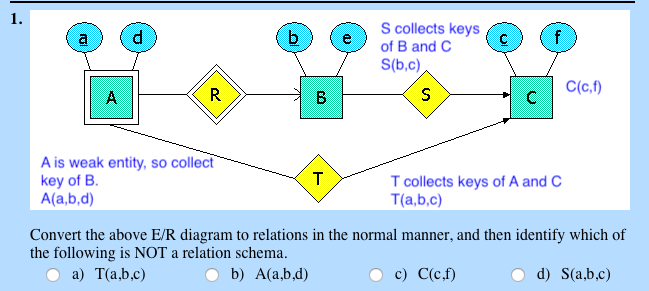 1.
a
d
b
e
S collects keys
of B and C
S(b,c)
c
f
A
R
B
S
C
C(c,f)
A is weak entity, so collect
key of B.
A(a,b,d)
T
T collects keys of A and C
T(a,b,c)
Convert the above E/R diagram to relations in the normal manner, and then identify which of
the following is NOT a relation schema.
a) T(a,b,c) b) A(a,b,d) c) C(c,f) d) S(a,b,c)